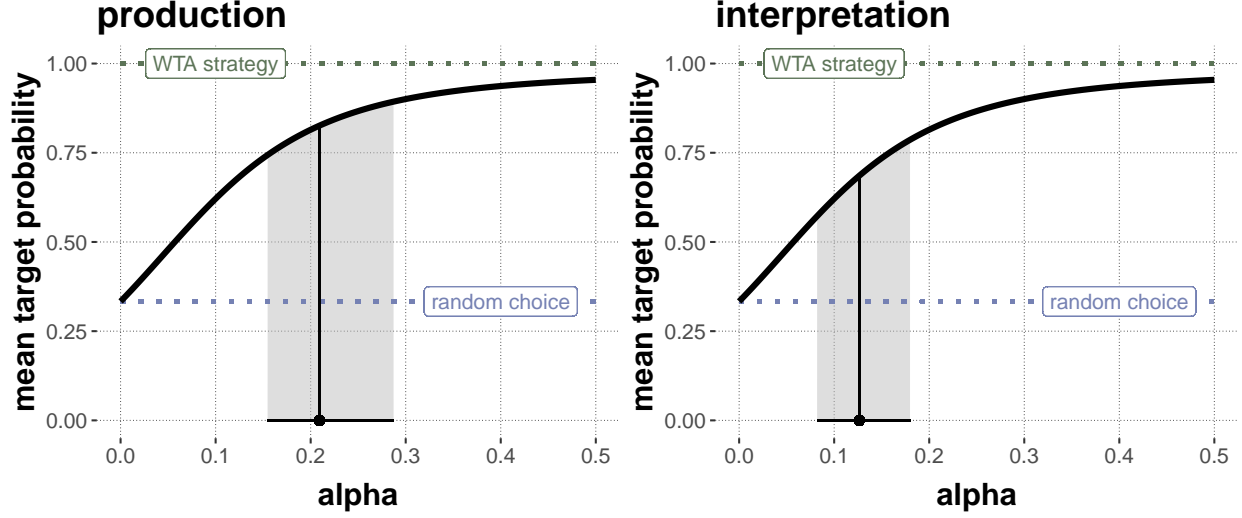 production
mean target probability
1.00
0.75
0.50
0.25
0.00
WTA strategy
random choice
0.0 0.1 0.2 0.3 0.4 0.5
alpha
interpretation
mean target probability
1.00
0.75
0.50
0.25
0.00
WTA strategy
random choice
0.0 0.1 0.2 0.3 0.4 0.5
alpha